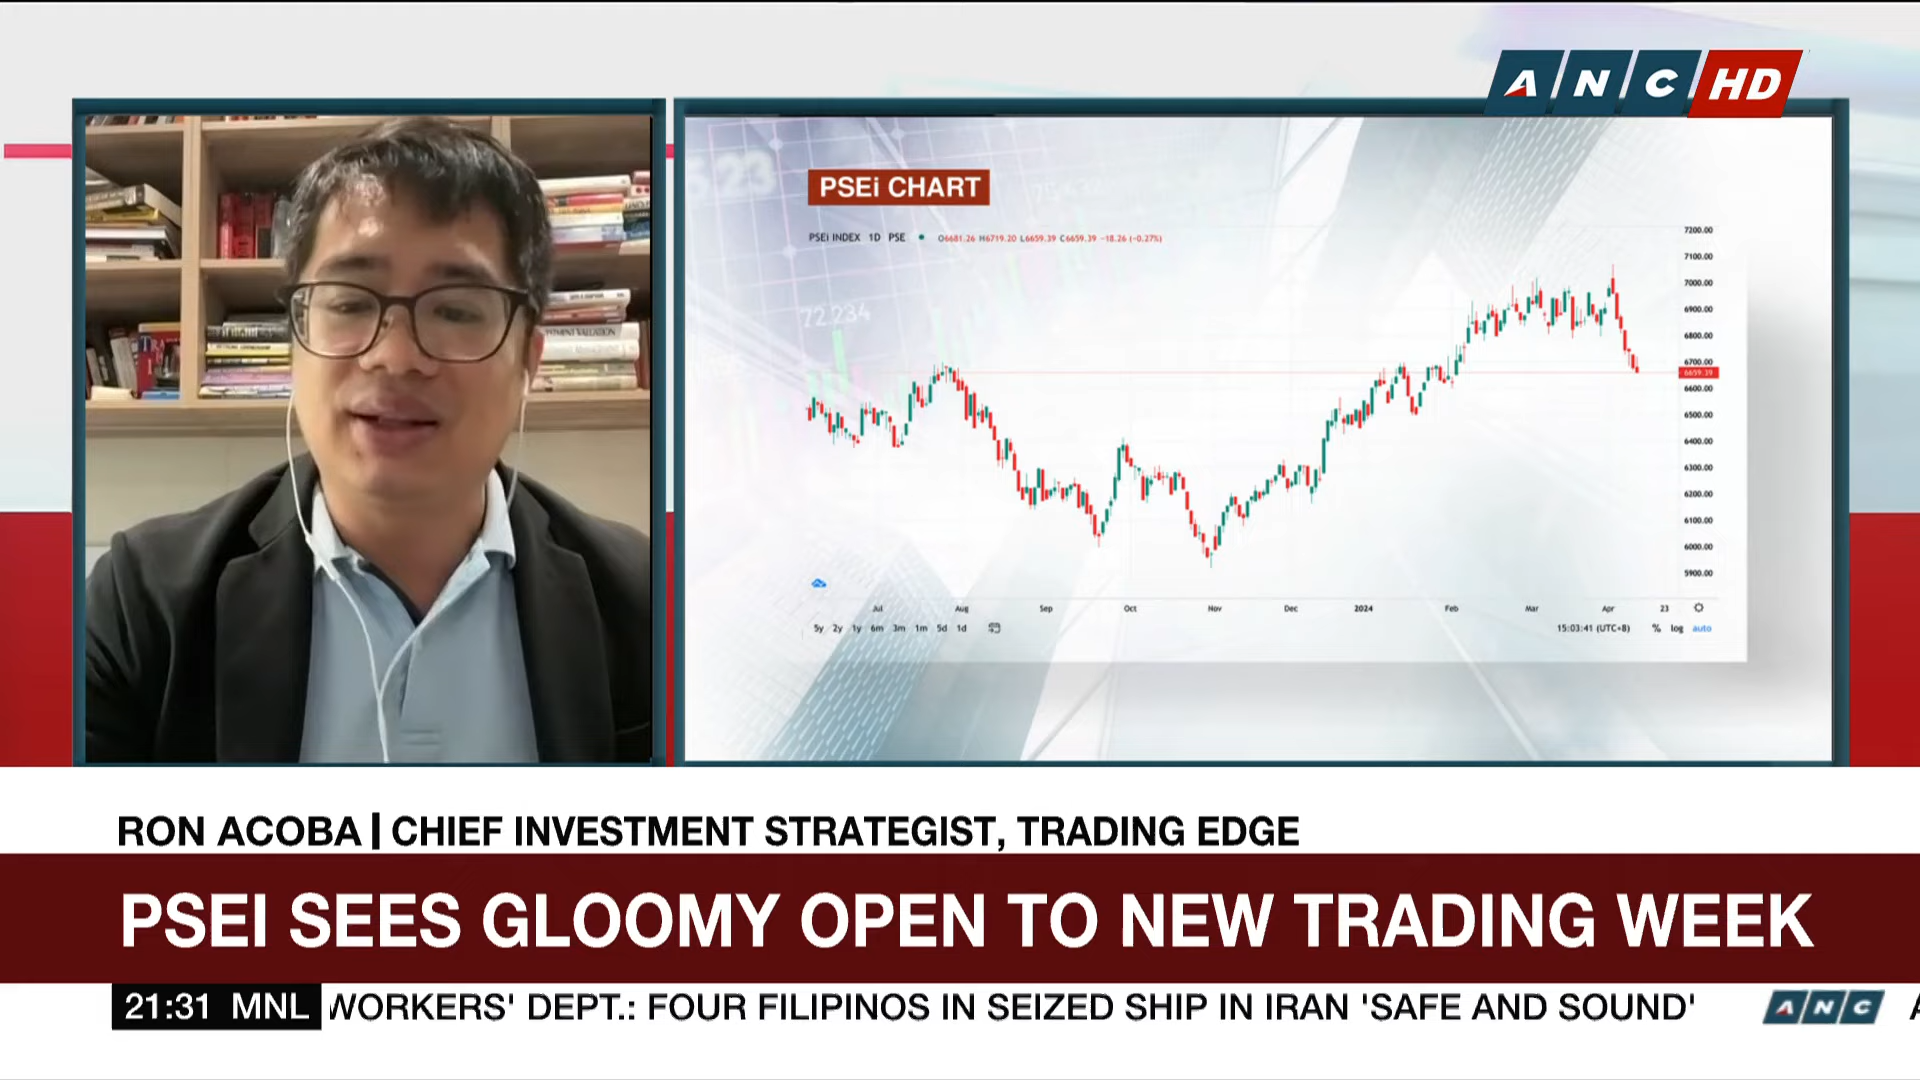 ANC HD
PSEi CHART
PSEi INDEX 1D PSE O6681.26 H6719.20 L6659.39 C6659.39 −18.26 (−0.27%)
72,234
7200.00
7100.00
7000.00
6900.00
6800.00
6700.00
6659.39
6600.00
6500.00
6400.00
6300.00
6200.00
6100.00
6000.00
5900.00
Jul Aug Sep Oct Nov Dec 2024 Feb Mar Apr 23
5y 2y 1y 6m 3m 1m 5d 1d
15:03:41 (UTC+8) % log auto
RON ACOBA | CHIEF INVESTMENT STRATEGIST, TRADING EDGE
PSEI SEES GLOOMY OPEN TO NEW TRADING WEEK
21:31 MNL WORKERS' DEPT.: FOUR FILIPINOS IN SEIZED SHIP IN IRAN 'SAFE AND SOUND' ANC